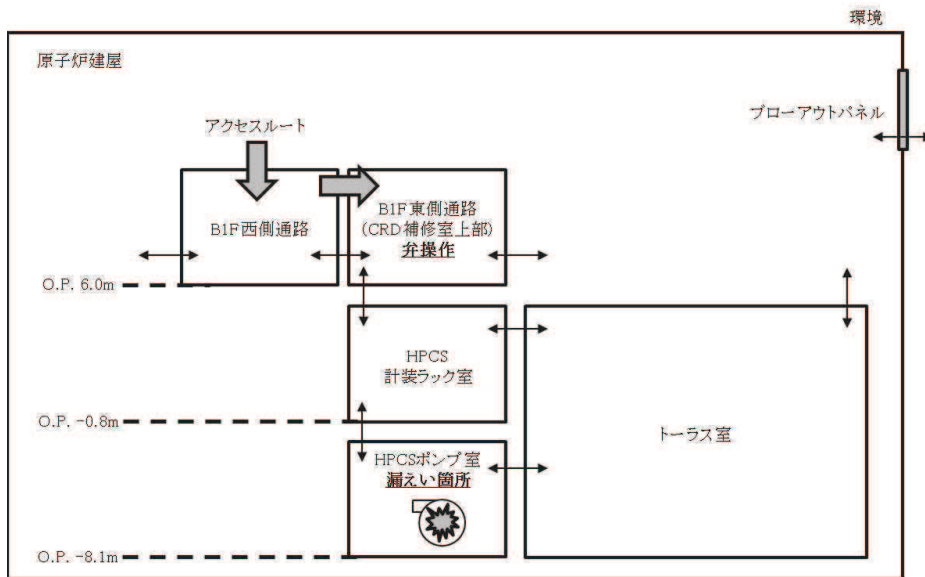 環境
原子炉建屋
ブローアウトパネル
アクセスルート
B1F西側通路
B1F東側通路
(CRD補修室上部)
弁操作
O.P. 6.0m
HPCS
計装ラック室
O.P. -0.8m
トーラス室
HPCSポンプ室
漏えい箇所
O.P. -8.1m